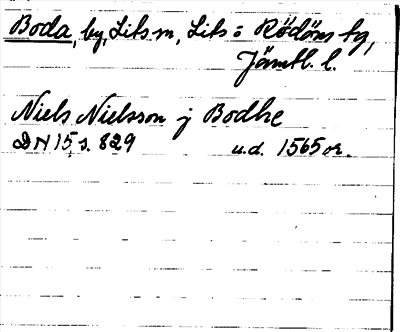 Boda, by, Lits sn, Lits o Rödöns tg,
Jämtl. l.
Niels Nielsson j Bodhe
DN 15, s. 829 u.d. 1565 or.